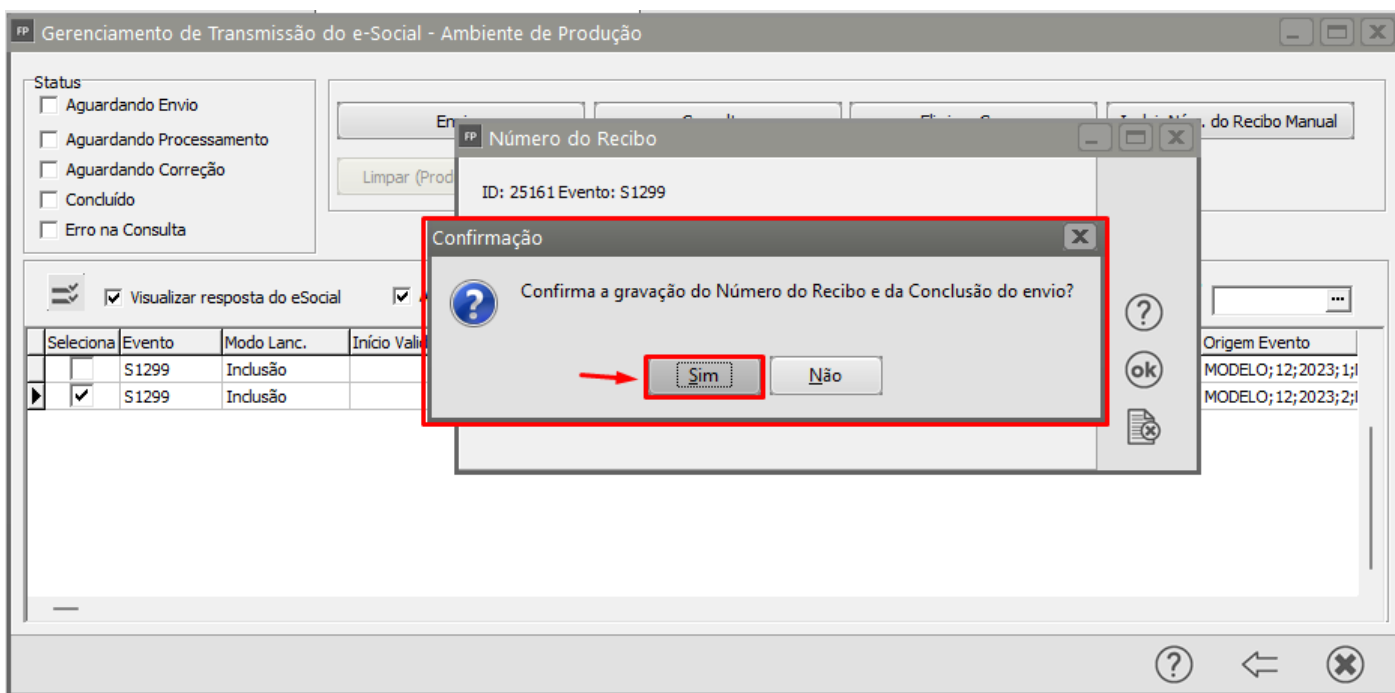 FP Gerenciamento de Transmissão do e-Social - Ambiente de Produção
Status
Aguardando Envio
Aguardando Processamento
Aguardando Correção
Concluído
Erro na Consulta
. do Recibo Manual
Limpar (Prod
FP Número do Recibo
ID: 25161 Evento: S1299
Confirmação
Confirma a gravação do Número do Recibo e da Conclusão do envio?
Sim Não
ok
Visualizar resposta do eSocial
...
Seleciona Evento Modo Lanc. Início Valid Origem Evento
S1299 Inclusão MODELO;12;2023;1;
S1299 Inclusão MODELO;12;2023;2;